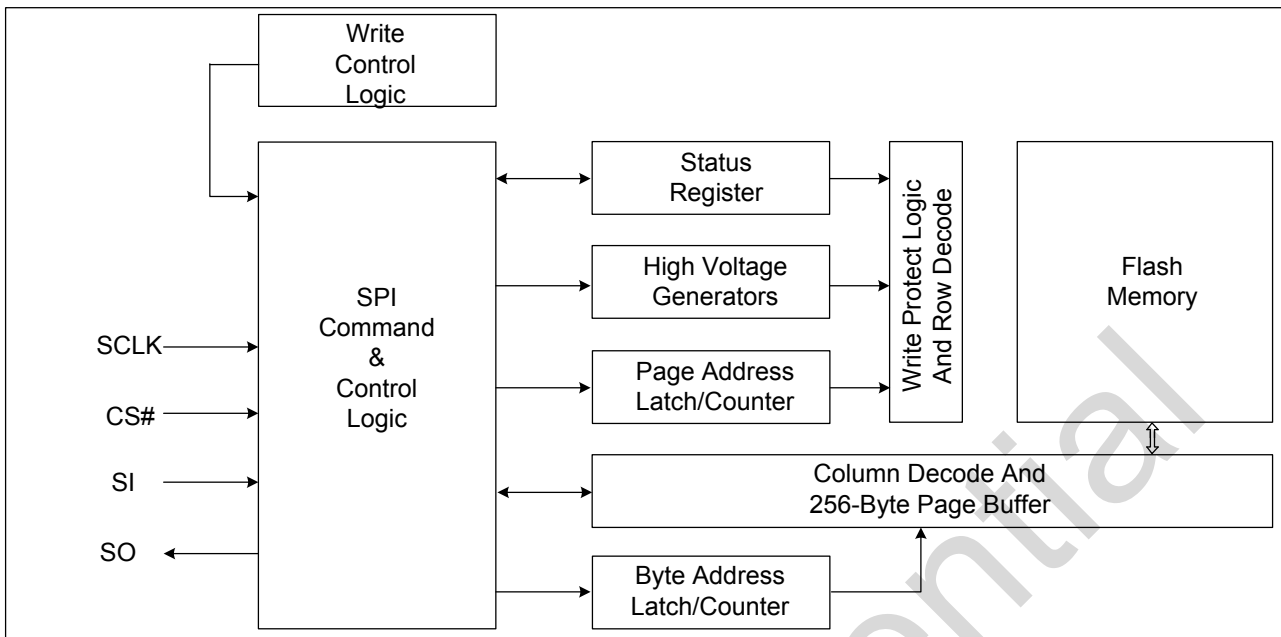 Write
Control
Logic
SPI
Command
&
Control
Logic
SCLK
CS#
SI
SO
Status
Register
High Voltage
Generators
Page Address
Latch/Counter
Write Protect Logic
And Row Decode
Flash
Memory
Column Decode And
256-Byte Page Buffer
Byte Address
Latch/Counter
ential